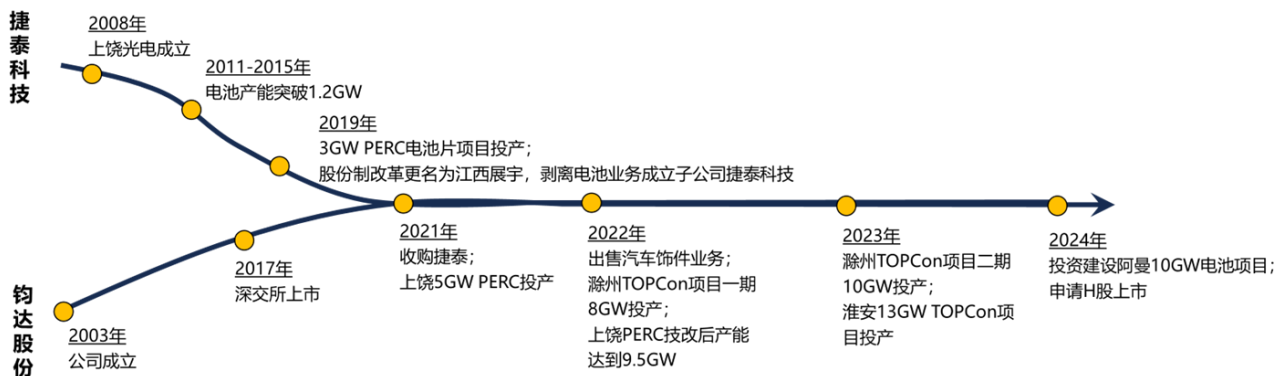 捷泰科技
2008年
上饶光电成立
2011-2015年
电池产能突破1.2GW
2019年
3GW PERC电池片项目投产；
股份制改革更名为江西展宇，剥离电池业务成立子公司捷泰科技
钧达股份
2003年
公司成立
2017年
深交所上市
2021年
收购捷泰；
上饶5GW PERC投产
2022年
出售汽车饰件业务；
滁州TOPCon项目一期
8GW投产；
上饶PERC技改后产能
达到9.5GW
2023年
滁州TOPCon项目二期
10GW投产；
淮安13GW TOPCon项
目投产
2024年
投资建设阿曼10GW电池项目；
申请H股上市